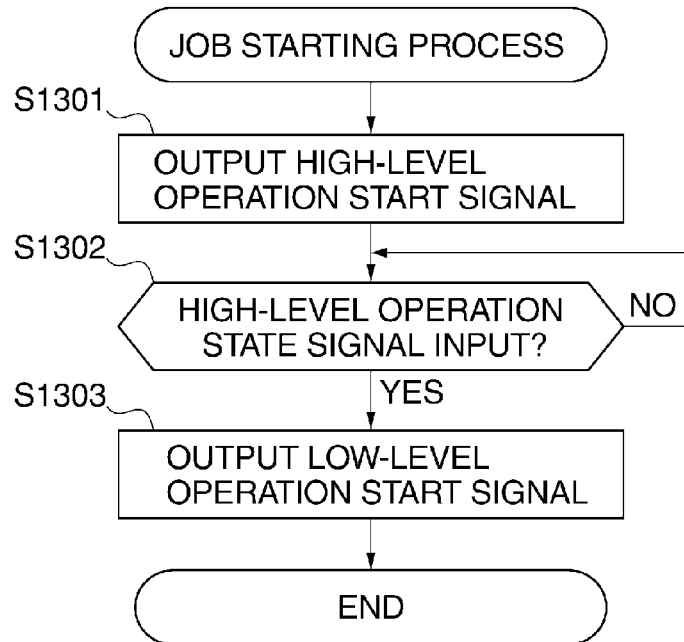 JOB STARTING PROCESS
S1301
OUTPUT HIGH-LEVEL
OPERATION START SIGNAL
S1302
HIGH-LEVEL OPERATION
STATE SIGNAL INPUT?
NO
YES
S1303
OUTPUT LOW-LEVEL
OPERATION START SIGNAL
END